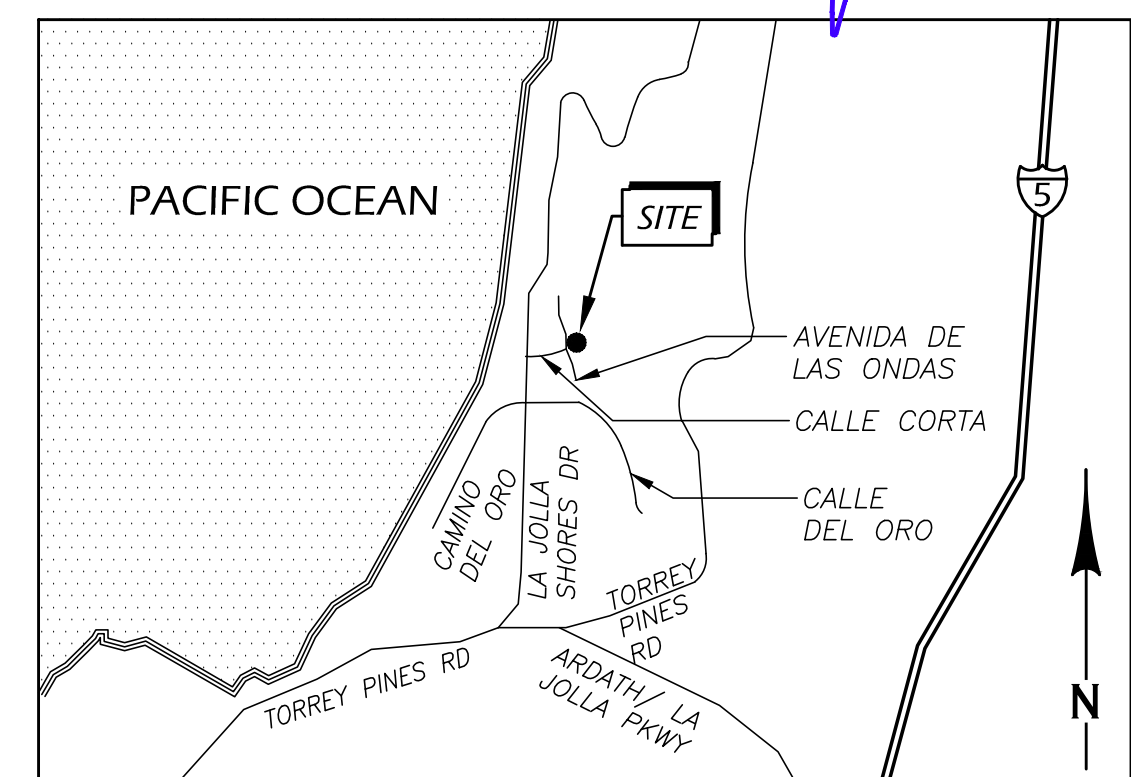 PACIFIC OCEAN
SITE
5
AVENIDA DE
LAS ONDAS
CALLE CORTA
CALLE
DEL ORO
CAMINO
DEL ORO
LA JOLLA
SHORES DR
TORREY
PINES
RD
TORREY PINES RD
ARDATH/ LA
JOLLA PKWY
N